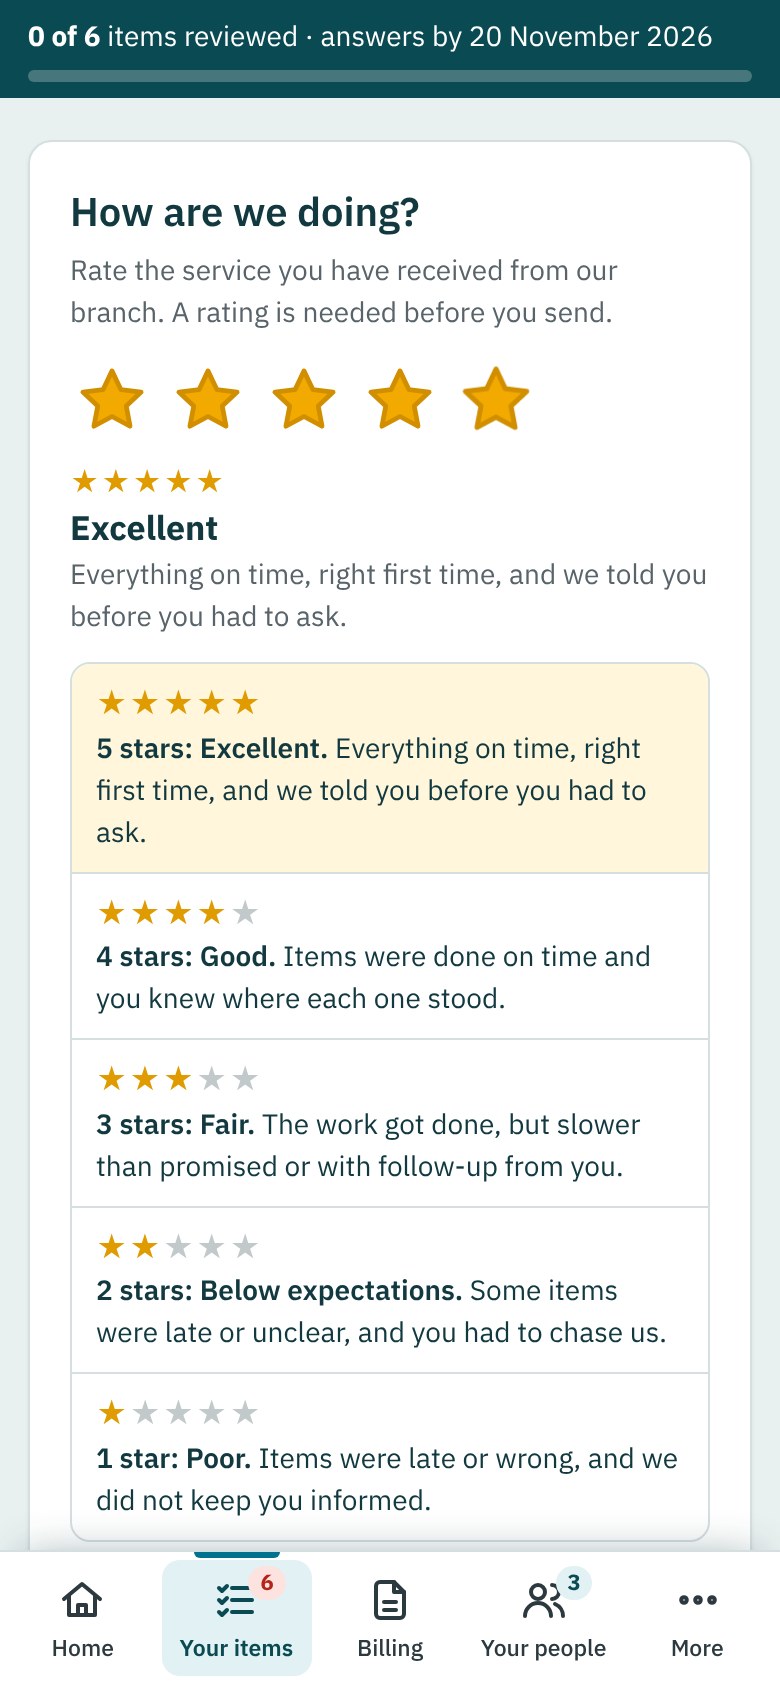 0 of 6 items reviewed · answers by 20 November 2026
How are we doing?
Rate the service you have received from our
branch. A rating is needed before you send.
★★★★★
Excellent
Everything on time, right first time, and we told you
before you had to ask.
★★★★★
5 stars: Excellent. Everything on time, right
first time, and we told you before you had to
ask.
★★★★★
4 stars: Good. Items were done on time and
you knew where each one stood.
★★★★★
3 stars: Fair. The work got done, but slower
than promised or with follow-up from you.
★★★★★
2 stars: Below expectations. Some items
were late or unclear, and you had to chase us.
★★★★★
1 star: Poor. Items were late or wrong, and we
did not keep you informed.
6
3
Home
Your items
Billing
Your people
More